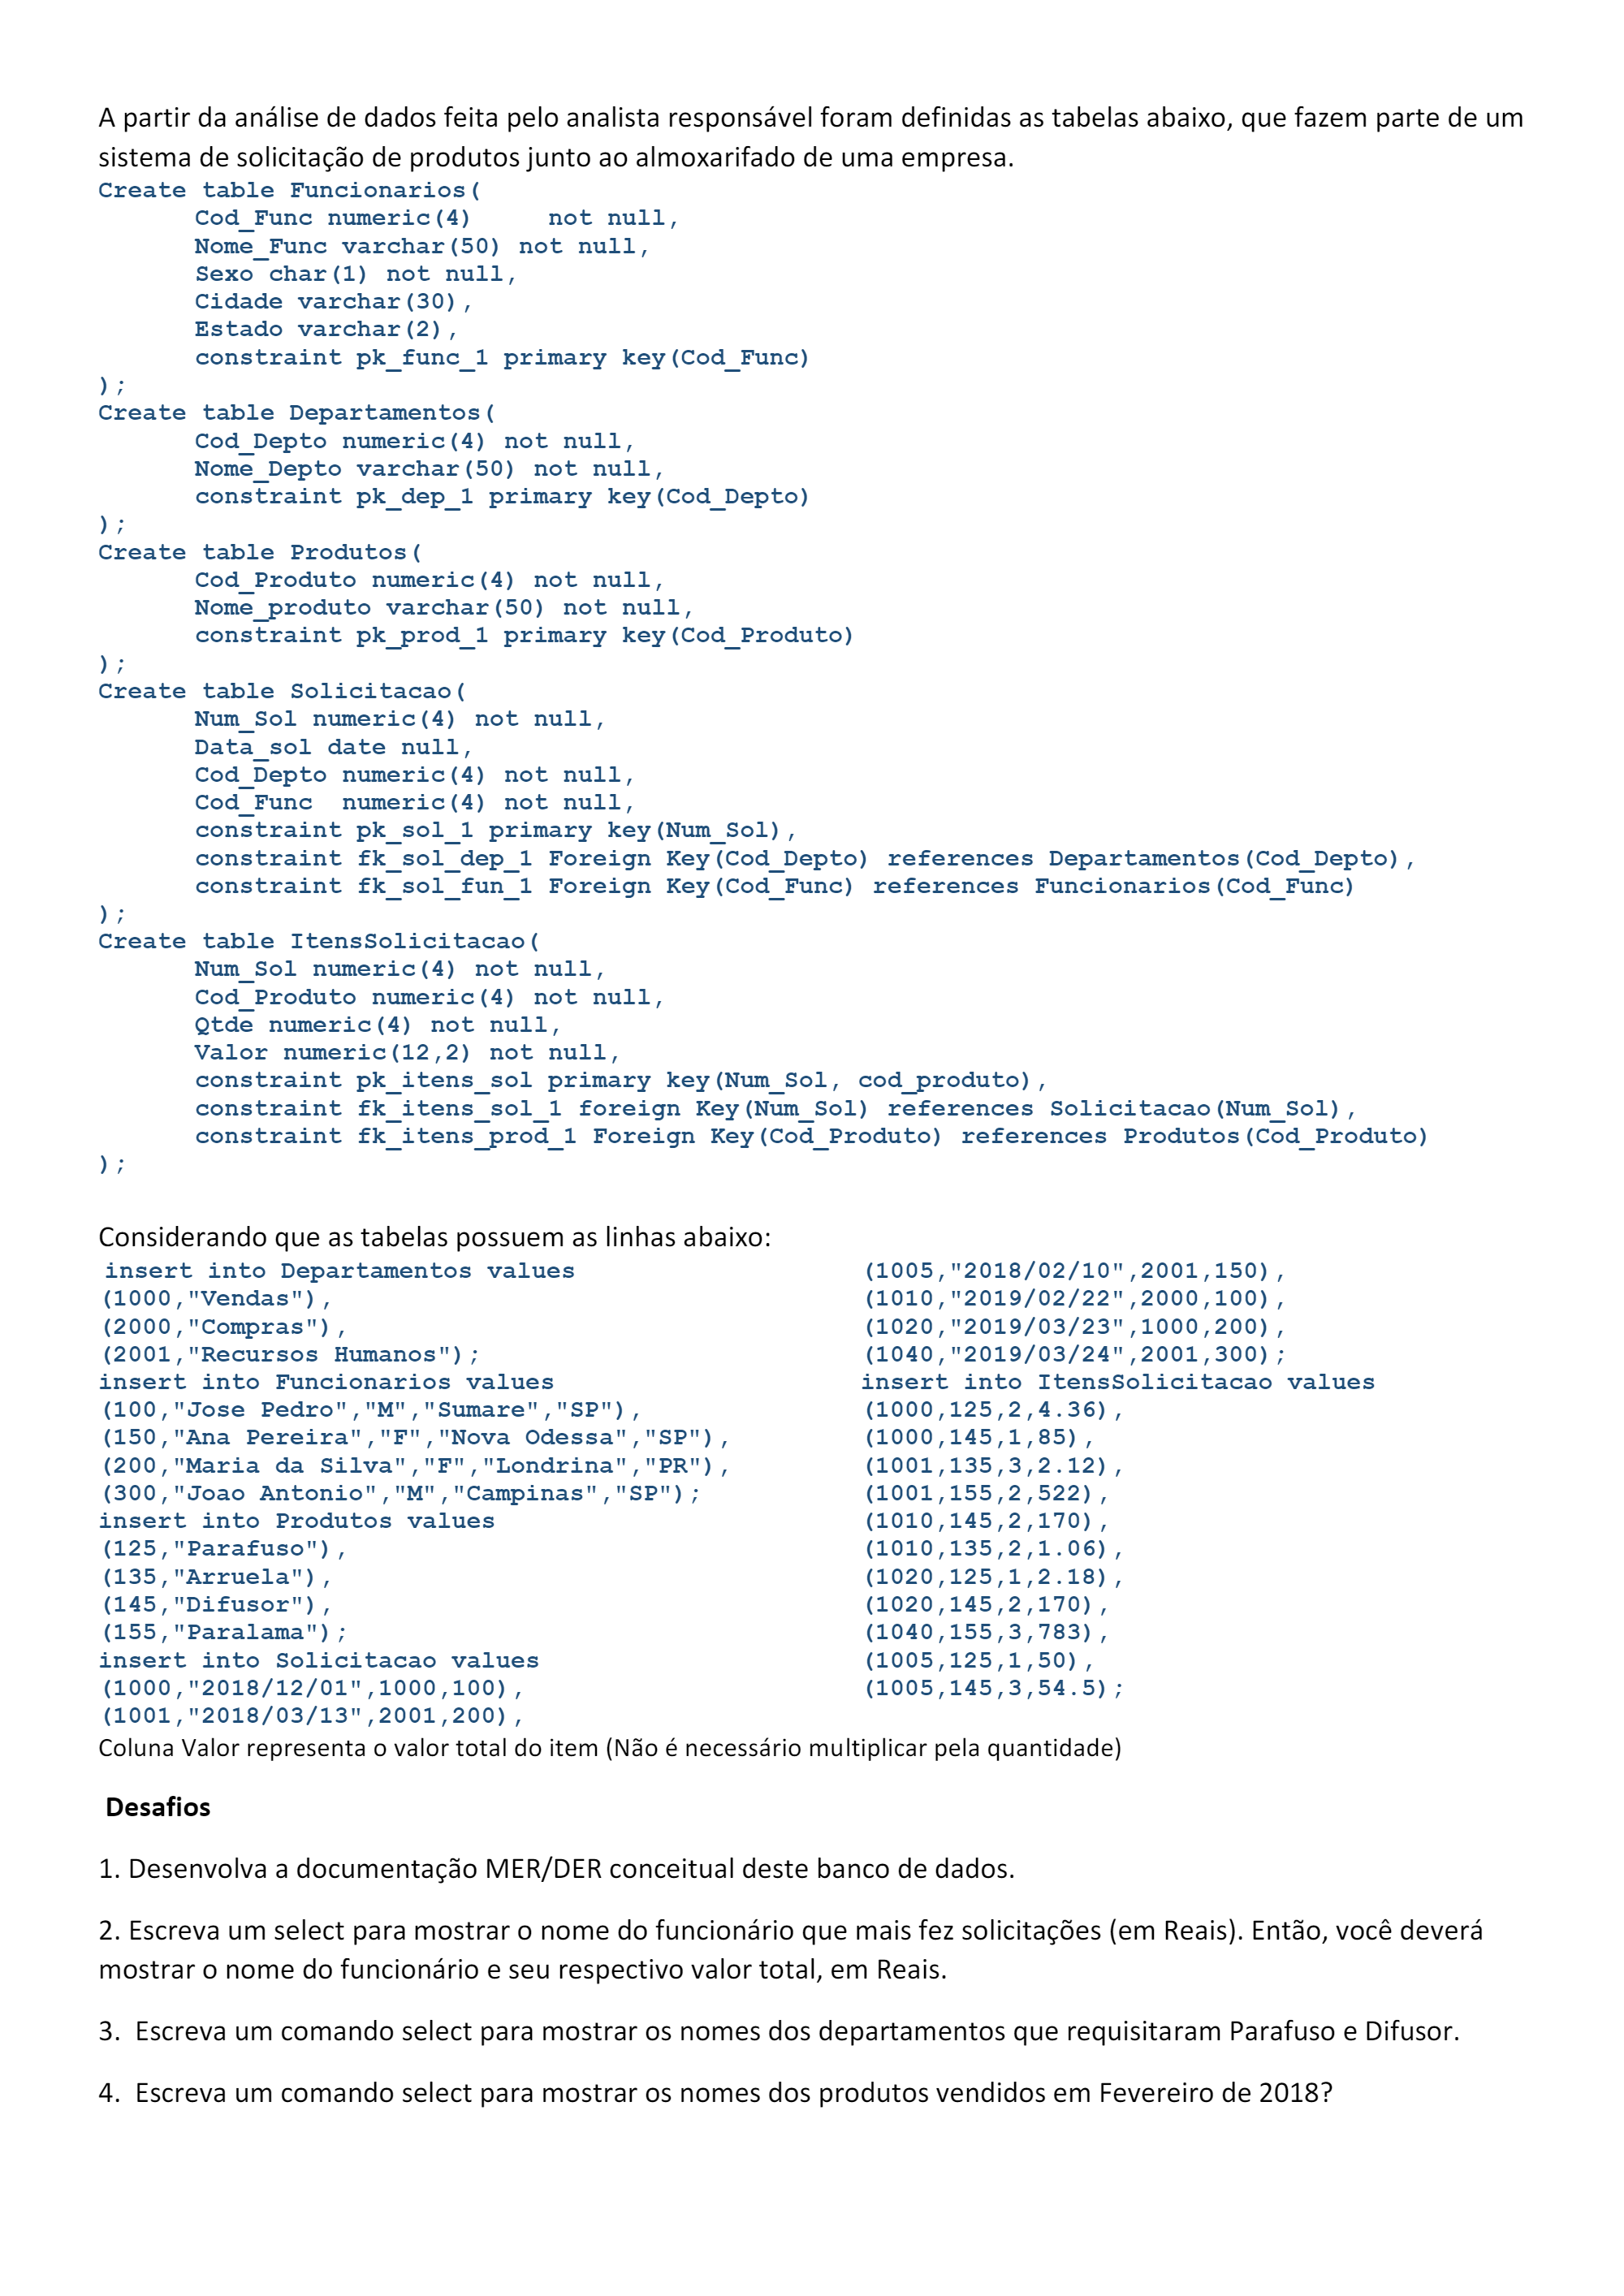 A partir da análise de dados feita pelo analista responsável foram definidas as tabelas abaixo, que fazem parte de um
sistema de solicitação de produtos junto ao almoxarifado de uma empresa.
Create table Funcionarios(
Cod_Func numeric(4) not null,
Nome_Func varchar(50) not null,
Sexo char(1) not null,
Cidade varchar(30),
Estado varchar(2),
constraint pk_func_1 primary key(Cod_Func)
);
Create table Departamentos(
Cod_Depto numeric(4) not null,
Nome_Depto varchar(50) not null,
constraint pk_dep_1 primary key(Cod_Depto)
);
Create table Produtos(
Cod_Produto numeric(4) not null,
Nome_produto varchar(50) not null,
constraint pk_prod_1 primary key(Cod_Produto)
);
Create table Solicitacao(
Num_Sol numeric(4) not null,
Data_sol date null,
Cod_Depto numeric(4) not null,
Cod_Func numeric(4) not null,
constraint pk_sol_1 primary key(Num_Sol),
constraint fk_sol_dep_1 Foreign Key(Cod_Depto) references Departamentos(Cod_Depto),
constraint fk_sol_fun_1 Foreign Key(Cod_Func) references Funcionarios(Cod_Func)
);
Create table ItensSolicitacao(
Num_Sol numeric(4) not null,
Cod_Produto numeric(4) not null,
Qtde numeric(4) not null,
Valor numeric(12,2) not null,
constraint pk_itens_sol primary key(Num_Sol, cod_produto),
constraint fk_itens_sol_1 foreign Key(Num_Sol) references Solicitacao(Num_Sol),
constraint fk_itens_prod_1 Foreign Key(Cod_Produto) references Produtos(Cod_Produto)
);
Considerando que as tabelas possuem as linhas abaixo:
insert into Departamentos values
(1000,"Vendas"),
(2000,"Compras"),
(2001,"Recursos Humanos");
insert into Funcionarios values
(100,"Jose Pedro","M","Sumare","SP"),
(150,"Ana Pereira","F","Nova Odessa","SP"),
(200,"Maria da Silva","F","Londrina","PR"),
(300,"Joao Antonio","M","Campinas","SP");
insert into Produtos values
(125,"Parafuso"),
(135,"Arruela"),
(145,"Difusor"),
(155,"Paralama");
insert into Solicitacao values
(1000,"2018/12/01",1000,100),
(1001,"2018/03/13",2001,200),
(1005,"2018/02/10",2001,150),
(1010,"2019/02/22",2000,100),
(1020,"2019/03/23",1000,200),
(1040,"2019/03/24",2001,300);
insert into ItensSolicitacao values
(1000,125,2,4.36),
(1000,145,1,85),
(1001,135,3,2.12),
(1001,155,2,522),
(1010,145,2,170),
(1010,135,2,1.06),
(1020,125,1,2.18),
(1020,145,2,170),
(1040,155,3,783),
(1005,125,1,50),
(1005,145,3,54.5);
Coluna Valor representa o valor total do item (Não é necessário multiplicar pela quantidade)
Desafios
1. Desenvolva a documentação MER/DER conceitual deste banco de dados.
2. Escreva um select para mostrar o nome do funcionário que mais fez solicitações (em Reais). Então, você deverá
mostrar o nome do funcionário e seu respectivo valor total, em Reais.
3. Escreva um comando select para mostrar os nomes dos departamentos que requisitaram Parafuso e Difusor.
4. Escreva um comando select para mostrar os nomes dos produtos vendidos em Fevereiro de 2018?